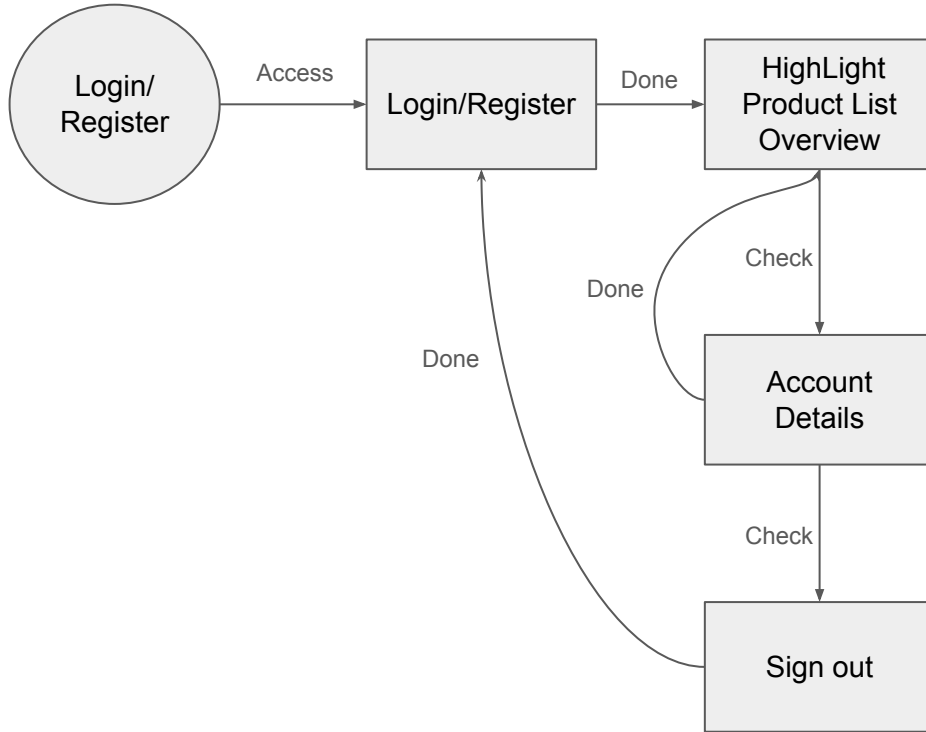 Login/
Register
Access
Login/Register
Done
HighLight
Product List
Overview
Check
Done
Done
Account
Details
Check
Sign out